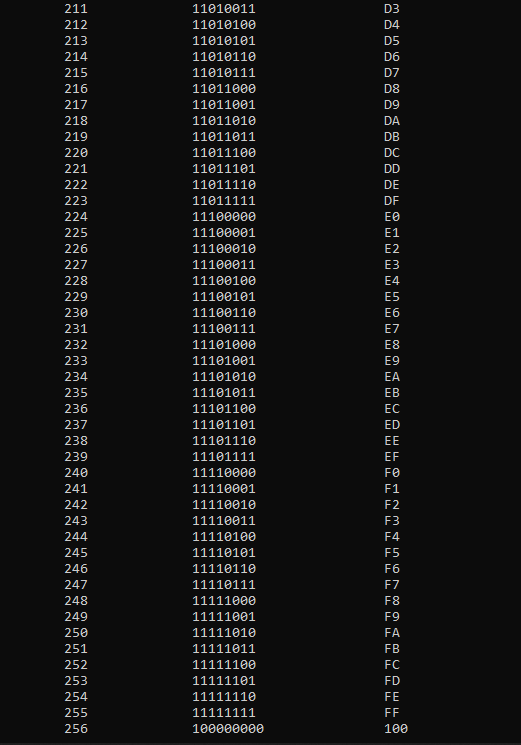 211 11010011 D3
212 11010100 D4
213 11010101 D5
214 11010110 D6
215 11010111 D7
216 11011000 D8
217 11011001 D9
218 11011010 DA
219 11011011 DB
220 11011100 DC
221 11011101 DD
222 11011110 DE
223 11011111 DF
224 11100000 E0
225 11100001 E1
226 11100010 E2
227 11100011 E3
228 11100100 E4
229 11100101 E5
230 11100110 E6
231 11100111 E7
232 11101000 E8
233 11101001 E9
234 11101010 EA
235 11101011 EB
236 11101100 EC
237 11101101 ED
238 11101110 EE
239 11101111 EF
240 11110000 F0
241 11110001 F1
242 11110010 F2
243 11110011 F3
244 11110100 F4
245 11110101 F5
246 11110110 F6
247 11110111 F7
248 11111000 F8
249 11111001 F9
250 11111010 FA
251 11111011 FB
252 11111100 FC
253 11111101 FD
254 11111110 FE
255 11111111 FF
256 100000000 100